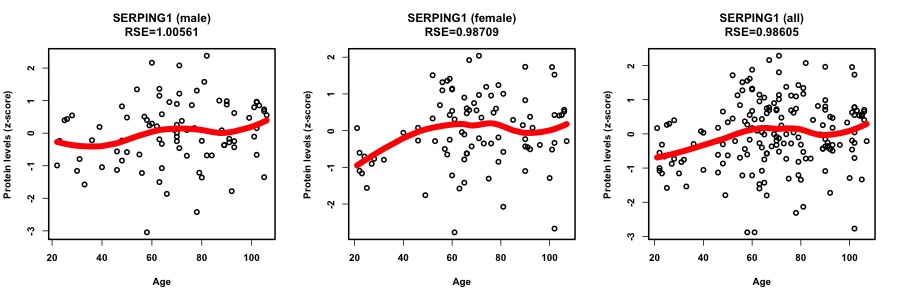 SERPING1 (male)
RSE=1.00561
Protein levels (z-score)
2
1
0
-1
-2
-3
20 40 60 80 100
Age
SERPING1 (female)
RSE=0.98709
Protein levels (z-score)
2
1
0
-1
-2
20 40 60 80 100
Age
SERPING1 (all)
RSE=0.98605
Protein levels (z-score)
2
1
0
-1
-2
-3
20 40 60 80 100
Age